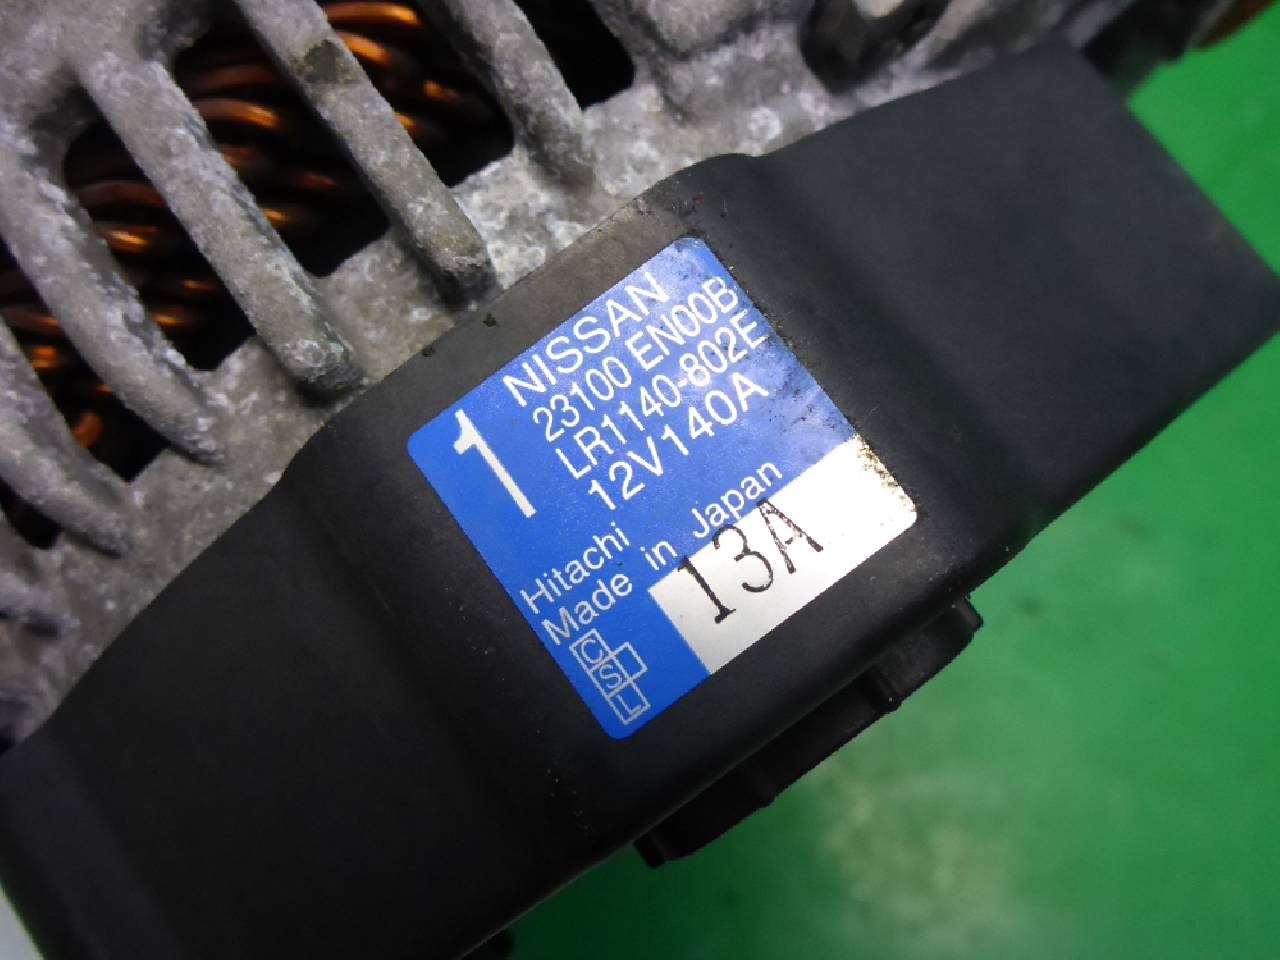 1
NISSAN
23100 EN00B
LR1140-802E
12V140A
Hitachi
Made in Japan
13A
C
S
L